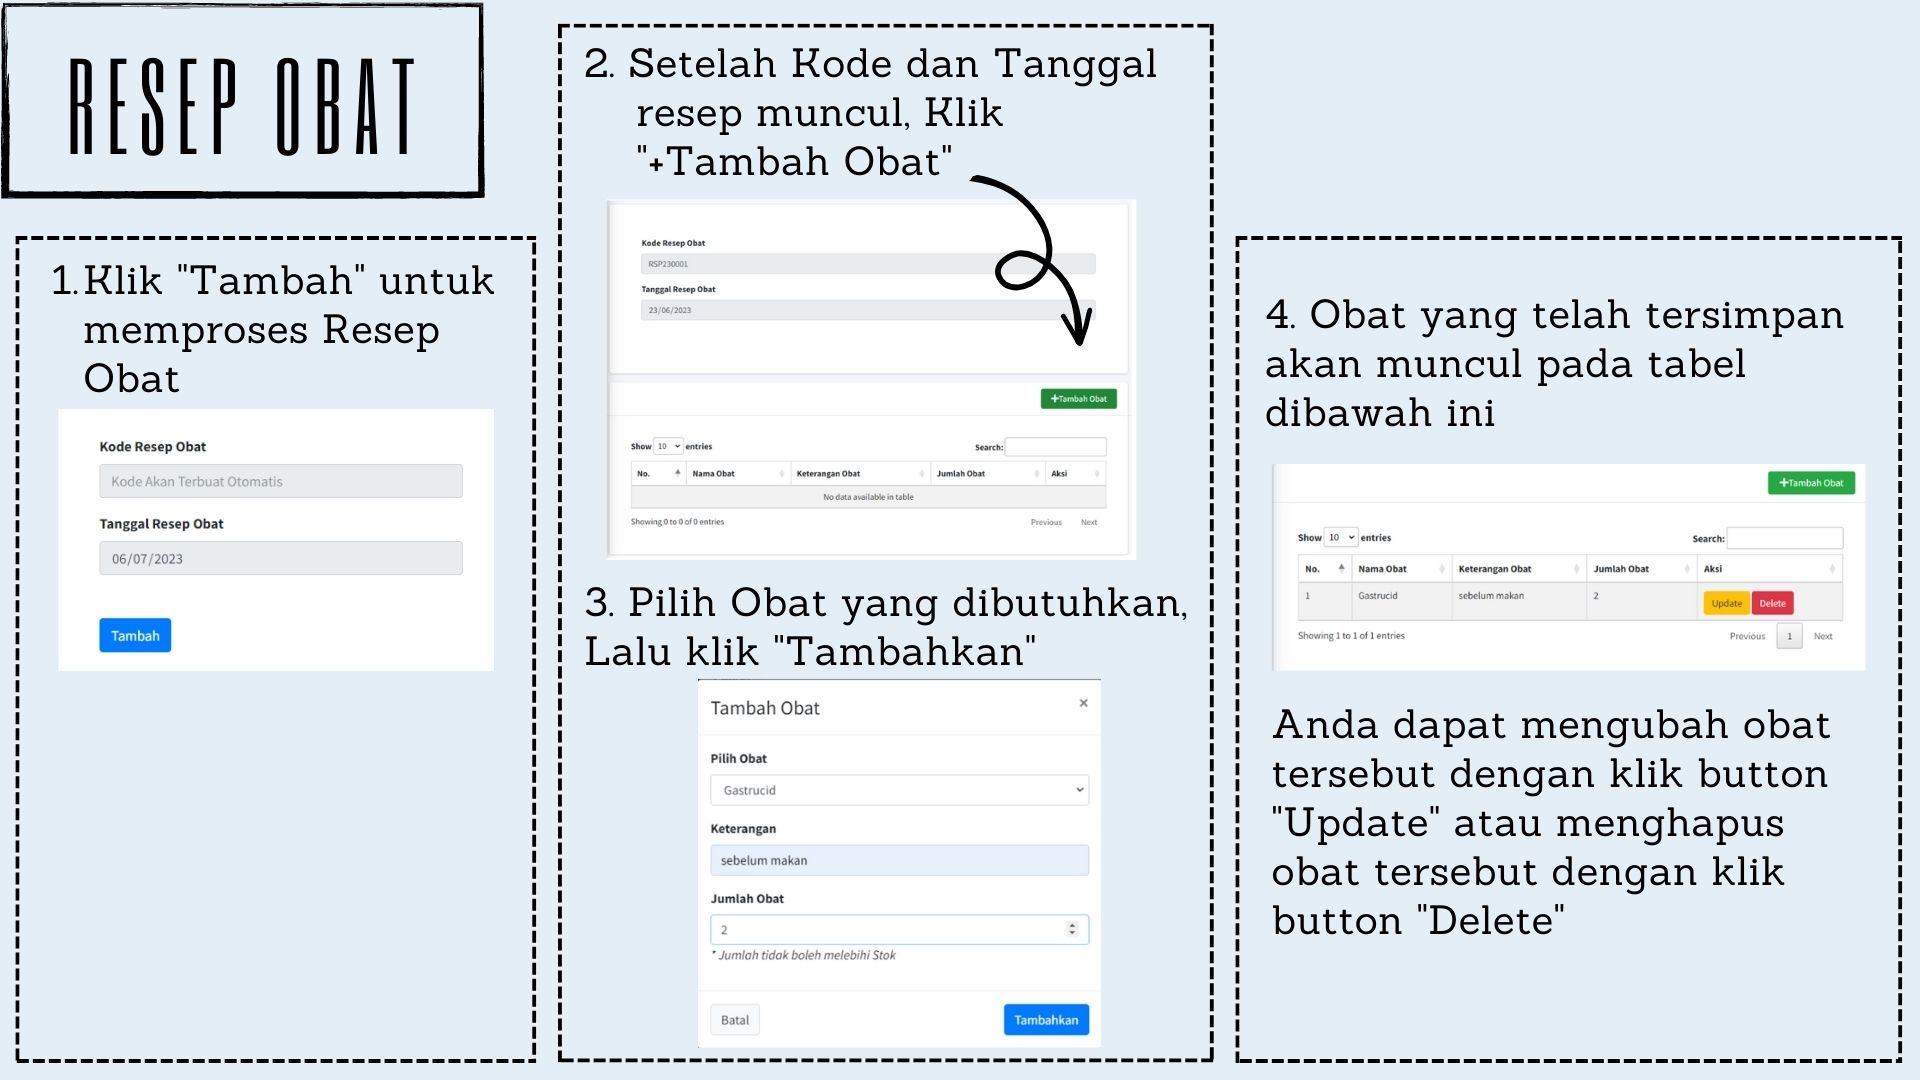 RESEP OBAT
1. Klik "Tambah" untuk
memproses Resep
Obat
Kode Resep Obat
Kode Akan Terbuat Otomatis
Tanggal Resep Obat
06/07/2023
Tambah
2. Setelah Kode dan Tanggal
resep muncul, Klik
"+Tambah Obat"
Kode Resep Obat
RSP230001
Tanggal Resep Obat
23/06/2023
+Tambah Obat
Show 10 entries Search:
No. Nama Obat Keterangan Obat Jumlah Obat Aksi
No data available in table
Showing 0 to 0 of 0 entries Previous Next
3. Pilih Obat yang dibutuhkan,
Lalu klik "Tambahkan"
Tambah Obat ×
Pilih Obat
Gastrucid
Keterangan
sebelum makan
Jumlah Obat
2
* Jumlah tidak boleh melebihi Stok
Batal Tambahkan
4. Obat yang telah tersimpan
akan muncul pada tabel
dibawah ini
+Tambah Obat
Show 10 entries Search:
No. Nama Obat Keterangan Obat Jumlah Obat Aksi
1 Gastrucid sebelum makan 2 Update Delete
Showing 1 to 1 of 1 entries Previous 1 Next
Anda dapat mengubah obat
tersebut dengan klik button
"Update" atau menghapus
obat tersebut dengan klik
button "Delete"